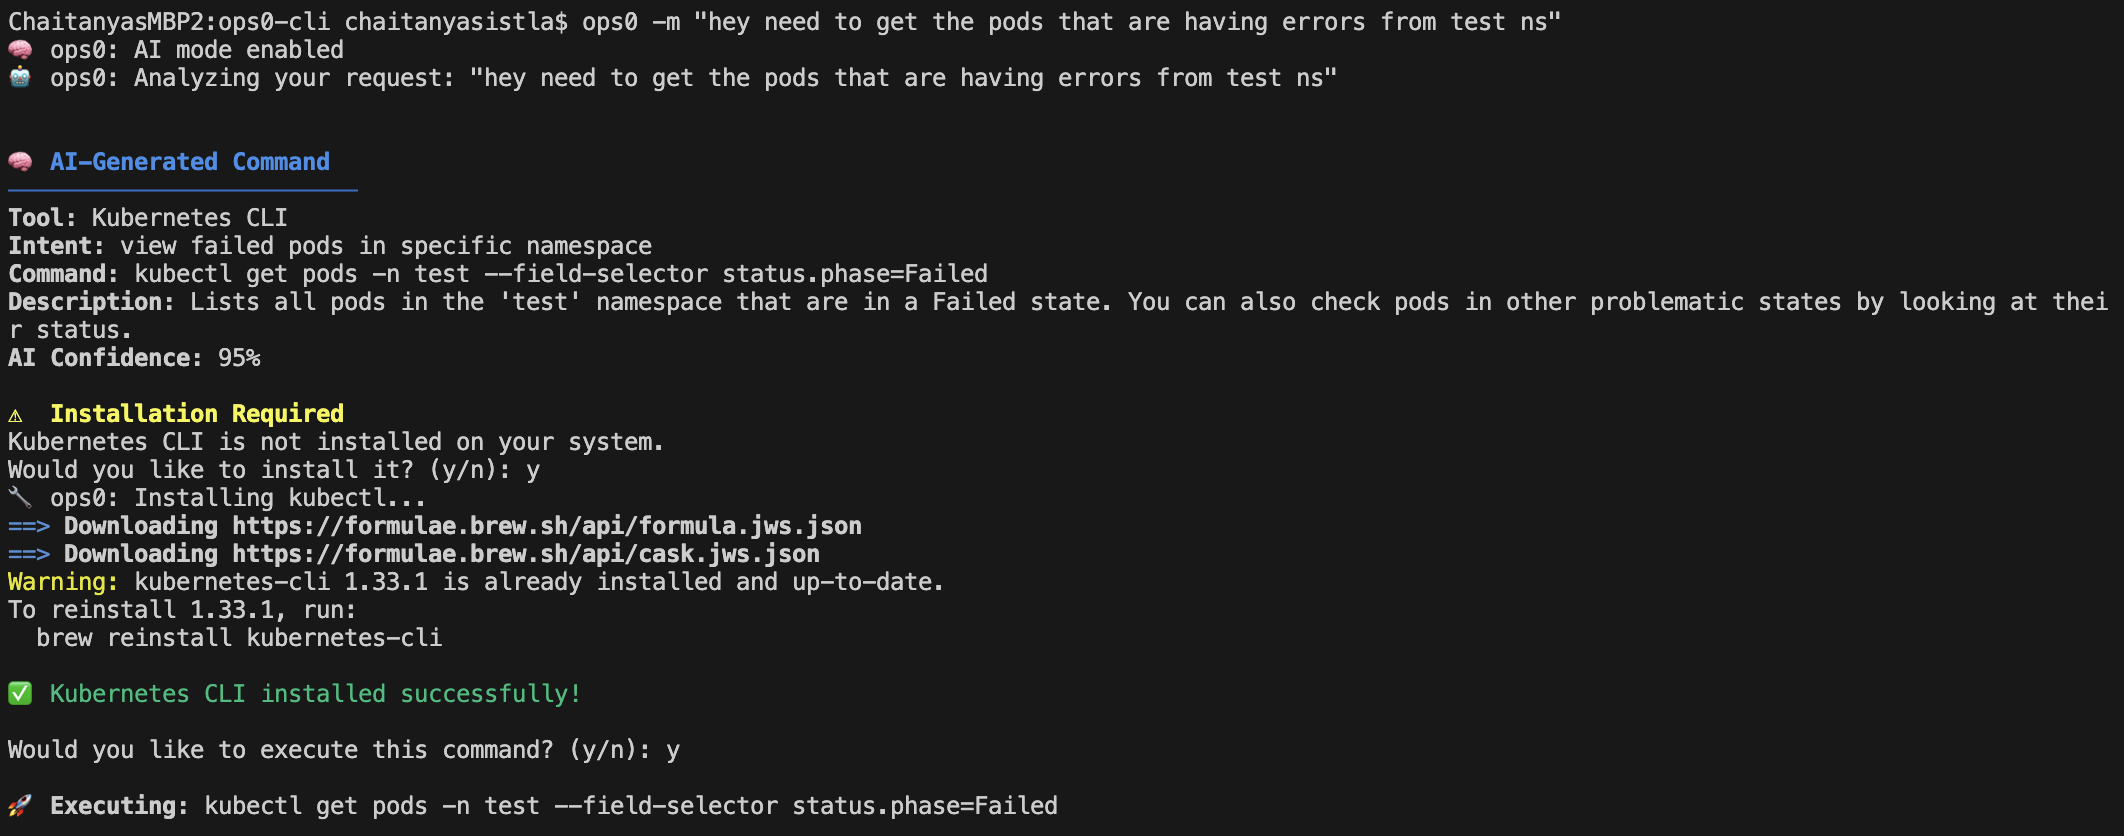 ChaitanyasMBP2:ops0-cli chaitanyasistla$ ops0 -m "hey need to get the pods that are having errors from test ns"
🧠 ops0: AI mode enabled
🤖 ops0: Analyzing your request: "hey need to get the pods that are having errors from test ns"
🧠 AI-Generated Command
Tool: Kubernetes CLI
Intent: view failed pods in specific namespace
Command: kubectl get pods -n test --field-selector status.phase=Failed
Description: Lists all pods in the 'test' namespace that are in a Failed state. You can also check pods in other problematic states by looking at thei
r status.
AI Confidence: 95%
⚠ Installation Required
Kubernetes CLI is not installed on your system.
Would you like to install it? (y/n): y
🔧 ops0: Installing kubectl...
==> Downloading https://formulae.brew.sh/api/formula.jws.json
==> Downloading https://formulae.brew.sh/api/cask.jws.json
Warning: kubernetes-cli 1.33.1 is already installed and up-to-date.
To reinstall 1.33.1, run:
  brew reinstall kubernetes-cli
✅ Kubernetes CLI installed successfully!
Would you like to execute this command? (y/n): y
🚀 Executing: kubectl get pods -n test --field-selector status.phase=Failed